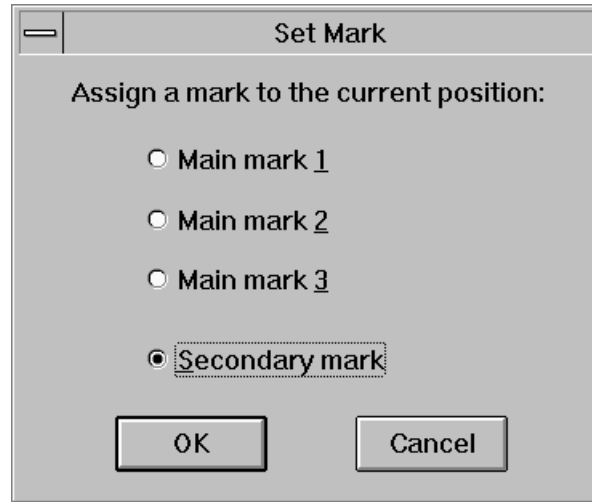 Set Mark
Assign a mark to the current position:
Main mark 1
Main mark 2
Main mark 3
Secondary mark
OK Cancel